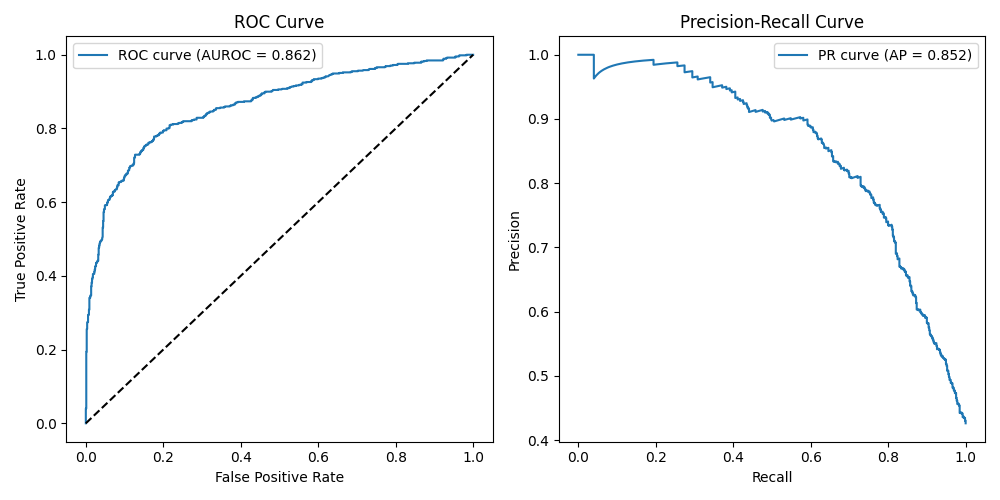 ROC Curve
ROC curve (AUROC = 0.862)
1.0
0.8
0.6
0.4
0.2
0.0
True Positive Rate
0.0 0.2 0.4 0.6 0.8 1.0
False Positive Rate
Precision-Recall Curve
PR curve (AP = 0.852)
1.0
0.9
0.8
0.7
0.6
0.5
0.4
Precision
0.0 0.2 0.4 0.6 0.8 1.0
Recall